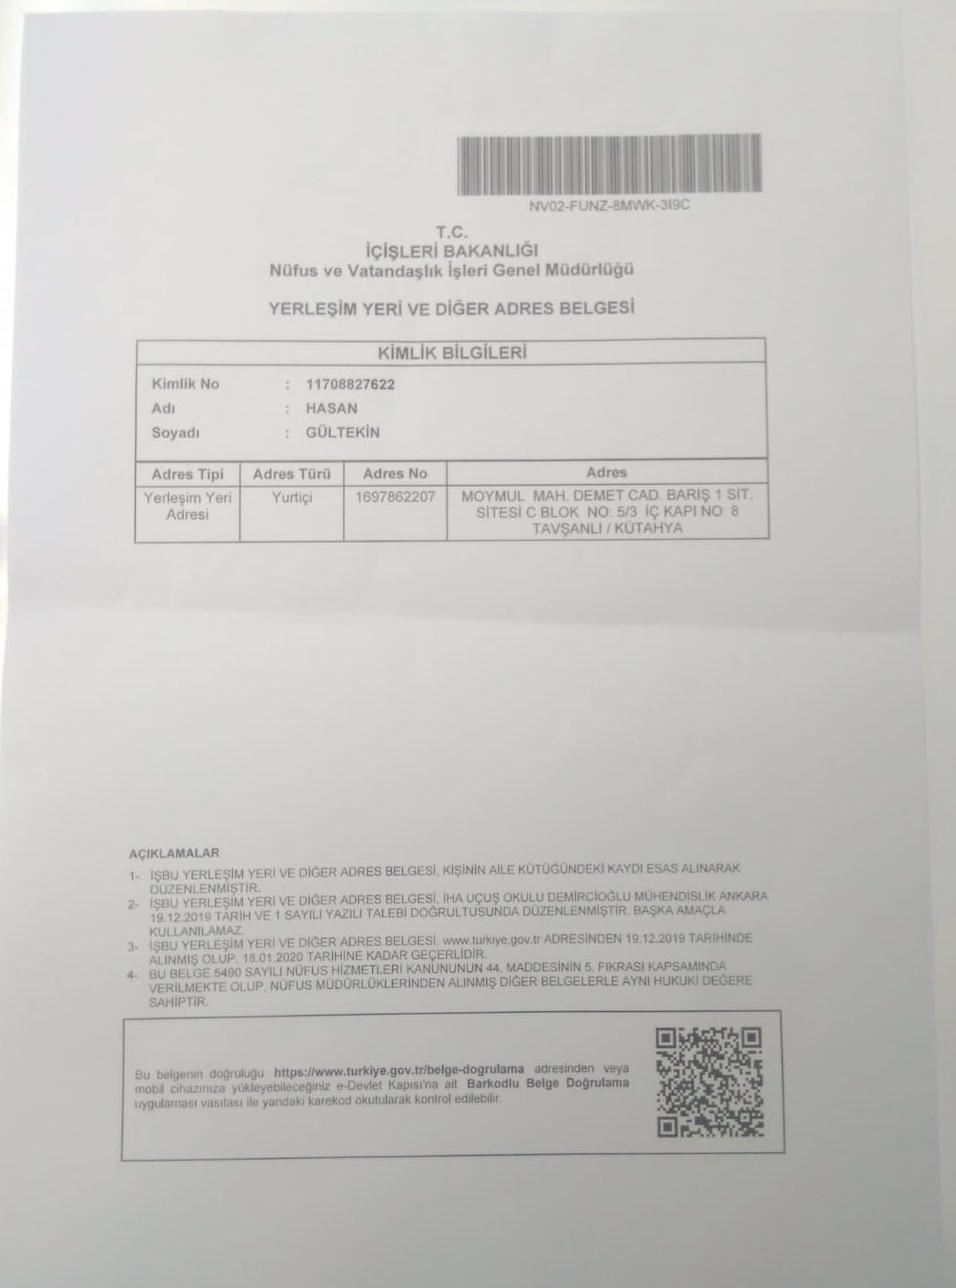 NV02-FUNZ-8MWK-3I9C
T.C.
İÇİŞLERİ BAKANLIĞI
Nüfus ve Vatandaşlık İşleri Genel Müdürlüğü
YERLEŞİM YERİ VE DİĞER ADRES BELGESİ
KİMLİK BİLGİLERİ
Kimlik No : 11708827622
Adı : HASAN
Soyadı : GÜLTEKİN
Adres Tipi Adres Türü Adres No Adres
Yerleşim Yeri Adresi Yurtiçi 1697862207 MOYMUL MAH. DEMET CAD. BARIŞ 1 SİT.
SİTESİ C BLOK NO: 5/3 İÇ KAPI NO: 8
TAVŞANLI / KÜTAHYA
AÇIKLAMALAR
1- İŞBU YERLEŞİM YERİ VE DİĞER ADRES BELGESİ, KİŞİNİN AİLE KÜTÜĞÜNDEKİ KAYDI ESAS ALINARAK
DÜZENLENMİŞTİR.
2- İŞBU YERLEŞİM YERİ VE DİĞER ADRES BELGESİ, İHA UÇUŞ OKULU DEMİRCİOĞLU MÜHENDİSLİK ANKARA
19.12.2019 TARİH VE 1 SAYILI YAZILI TALEBİ DOĞRULTUSUNDA DÜZENLENMİŞTİR. BAŞKA AMAÇLA
KULLANILAMAZ.
3- İŞBU YERLEŞİM YERİ VE DİĞER ADRES BELGESİ, www.turkiye.gov.tr ADRESİNDEN 19.12.2019 TARİHİNDE
ALINMIŞ OLUP, 18.01.2020 TARİHİNE KADAR GEÇERLİDİR.
4- BU BELGE 5490 SAYILI NÜFUS HİZMETLERİ KANUNUNUN 44. MADDESİNİN 5. FIKRASI KAPSAMINDA
VERİLMEKTE OLUP, NÜFUS MÜDÜRLÜKLERİNDEN ALINMIŞ DİĞER BELGELERLE AYNI HUKUKİ DEĞERE
SAHİPTİR.
Bu belgenin doğruluğu https://www.turkiye.gov.tr/belge-dogrulama adresinden veya
mobil cihazınıza yükleyebileceğiniz e-Devlet Kapısı'na ait Barkodlu Belge Doğrulama
uygulaması vasıtası ile yandaki karekod okutularak kontrol edilebilir.